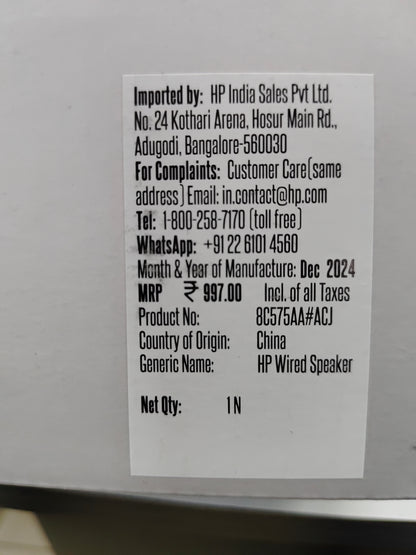 Imported by: HP India Sales Pvt Ltd.
No. 24 Kothari Arena, Hosur Main Rd.,
Adugodi, Bangalore-560030
For Complaints: Customer Care(same
address) Email: in.contact@hp.com
Tel: 1-800-258-7170 (toll free)
WhatsApp: +91 22 6101 4560
Month & Year of Manufacture: Dec 2024
MRP ₹ 997.00 Incl. of all Taxes
Product No: 8C575AA#ACJ
Country of Origin: China
Generic Name: HP Wired Speaker
Net Qty: 1 N